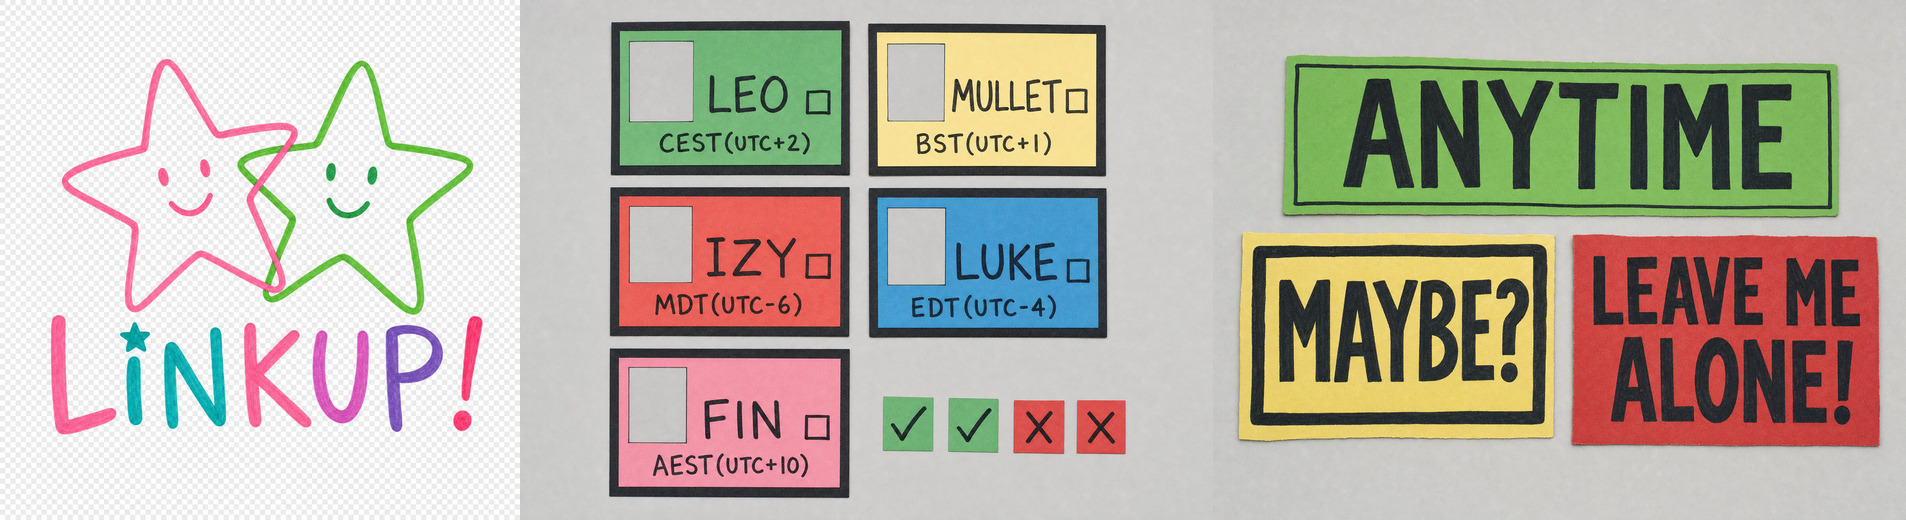 LiNKUP!
LEO
CEST(UTC+2)
MULLET
BST(UTC+1)
IZY
MDT(UTC-6)
LUKE
EDT(UTC-4)
FIN
AEST(UTC+10)
ANYTIME
MAYBE?
LEAVE ME
ALONE!